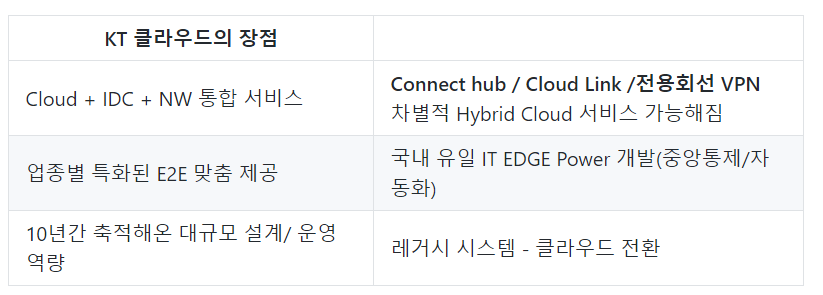 KT 클라우드의 장점
Cloud + IDC + NW 통합 서비스
Connect hub / Cloud Link /전용회선 VPN
차별적 Hybrid Cloud 서비스 가능해짐
업종별 특화된 E2E 맞춤 제공
국내 유일 IT EDGE Power 개발(중앙통제/자
동화)
10년간 축적해온 대규모 설계/ 운영
역량
레거시 시스템 - 클라우드 전환